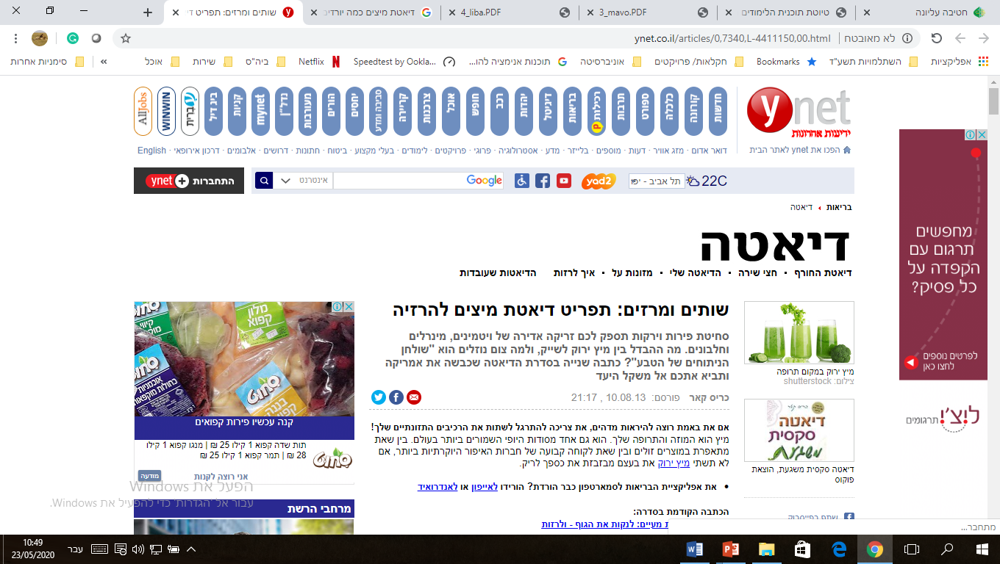 חטיבה עליונה
טיוטת תוכנית הלימודים
3_mavo.PDF
4_liba.PDF
דיאטת מיצים כמה יורדים
שותים ומרזים: תפריט ד
לא מאובטח
ynet.co.il/articles/0,7340,L-4411150,00.html
אפליקציות
השתלמויות תשע"ד
Bookmarks
חקלאות/ פרויקטים
אוניברסיטה
תוכנות אנימציה להו...
Speedtest by Ookla...
Netflix
ביה"ס
שירות
אוכל
«
סימניות אחרות
ynet
ידיעות אחרונות
הפכו את ynet לאתר הבית
חדשות
קורונה
כלכלה
ספורט
תרבות
רכילות
בריאות
דיגיטל
יהדות
רכב
חופש
אוכל
צרכנות
קריירה
סביבה ומדע
יחסים
הורים
מעורבות
נדל"ן
mynet
קניות
ביג דיל
עברית
WINWIN
AllJobs
דואר אדום · מזג אוויר · דעות · מוספים · בלייזר · מדע · אסטרולוגיה · פרוגי · פרויקטים · לימודים · בעלי מקצוע · ביטוח · חתונות · דרושים · אלבומים · דרכון אירופאי · English
22C
תל אביב - יפו
yad2
Google
אינטרנט
התחברות
+
ynet
בריאות
דיאטה
דיאטה
דיאטת החורף • חצי שירה • הדיאטה שלי • מזונות על • איך לרזות
הדיאטות שעובדות
שותים ומרזים: תפריט דיאטת מיצים להרזיה
סחיטת פירות וירקות תספק לכם זריקה אדירה של ויטמינים, מינרלים
וחלבונים. מה ההבדל בין מיץ ירוק לשייק, ולמה צום נוזלים הוא "שולחן
הניתוחים של הטבע"? כתבה שנייה בסדרת הדיאטה שכבשה את אמריקה
ותביא אתכם אל משקל היעד
כריס קאר פורסם: 10.08.13 , 21:17
אם את באמת רוצה להיראות מדהים, את צריכה להתרגל לשתות את הרכיבים התזונתיים שלך!
מיץ הוא המוזה והתרופה שלך. הוא גם אחד מסודות היופי השמורים ביותר בעולם. בין שאת
מתאפרת במוצרים זולים ובין שאת לקוחה קבועה של חברות האיפור היוקרתיות ביותר, אם
לא תשתי מיץ ירוק את בעצם מבזבזת את כספך לריק.
• את אפליקציית הבריאות לסמארטפון כבר הורדת? הורידו לאייפון או לאנדרואיד
הכתבה הקודמת בסדרה:
ת מעיים: לנקות את הגוף - ולרזות
מיץ ירוק במקום תרופה
צילום: shutterstock
כריס קאר
דיאטה
סקסית
משגעת
דיאטה סקסית משגעת, הוצאת
פוקוס
שתף בפייסבוק
מלון
קפוא
קיווי
אוכמניות
כחולות מוקפאות
בננה
קפואה
קנה עכשיו פירות קפואים
תות שדה קפוא 1 קילו 25 ₪ | מנגו קפוא 1 קילו
28 ₪ | תמר קפוא 1 קילו 25 ₪
אני רוצה לקנות
מודעה
מרחבי הרשת
מחפשים
תרגום עם
הקפדה על
כל פסיק?
לפרטים נוספים
לחצו כאן
ליצ'י תרגומים
הפעל את Windows
עבור אל 'הגדרות' כדי להפעיל את Windows.
מתחבר...
עבר
10:49
23/05/2020